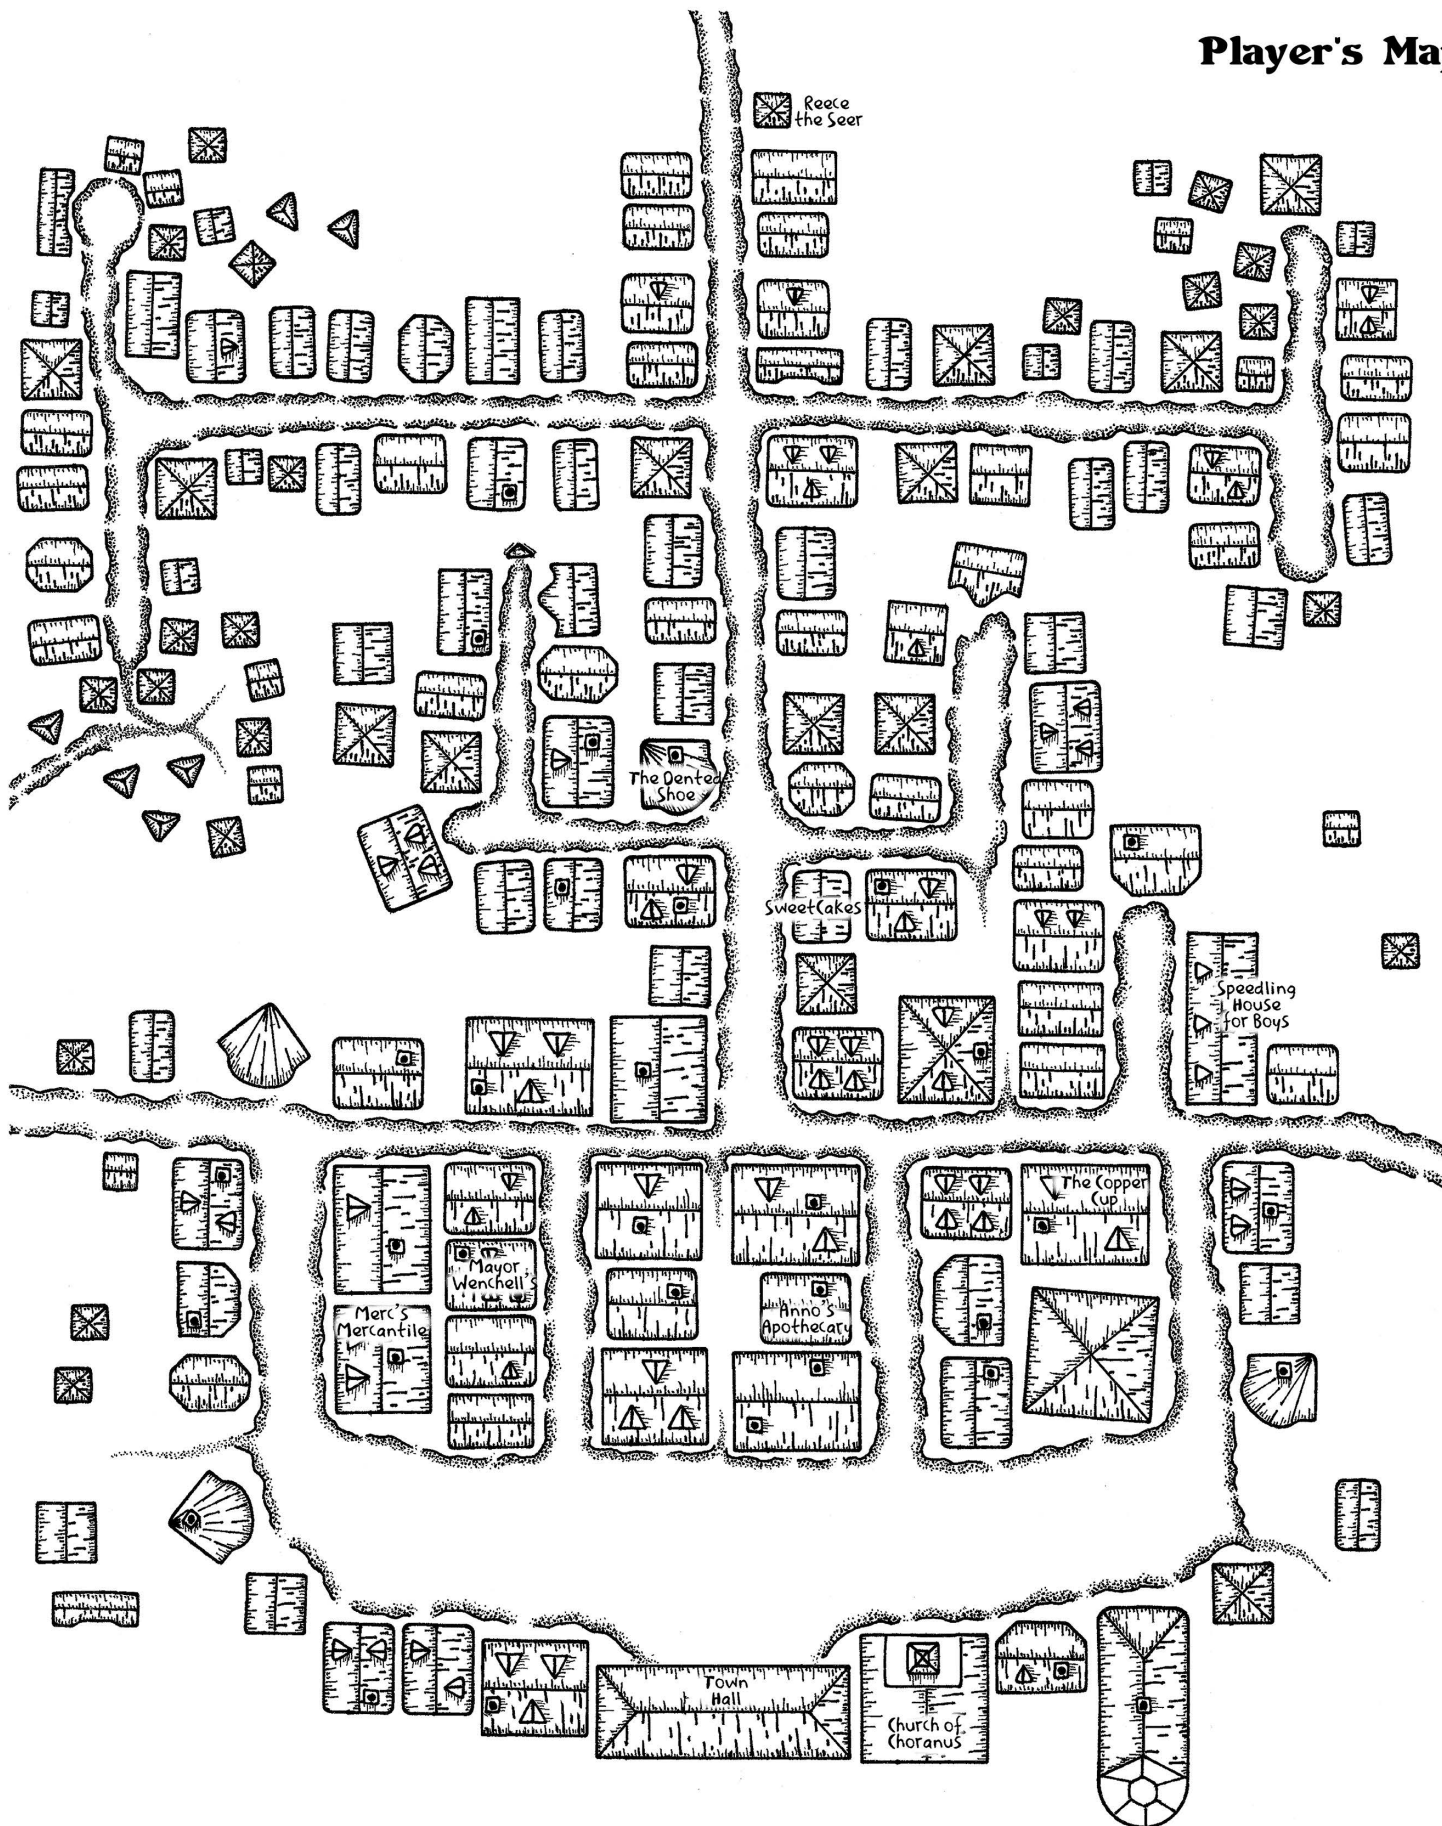 Player's Ma
Reece
the Seer
The Dented
Shoe
SweetCakes
Speedling
House
for Boys
The Copper
Cup
Mayor
Wenchell's
Merc's
Mercantile
Anno's
Apothecary
Town
Hall
Church of
Choranus